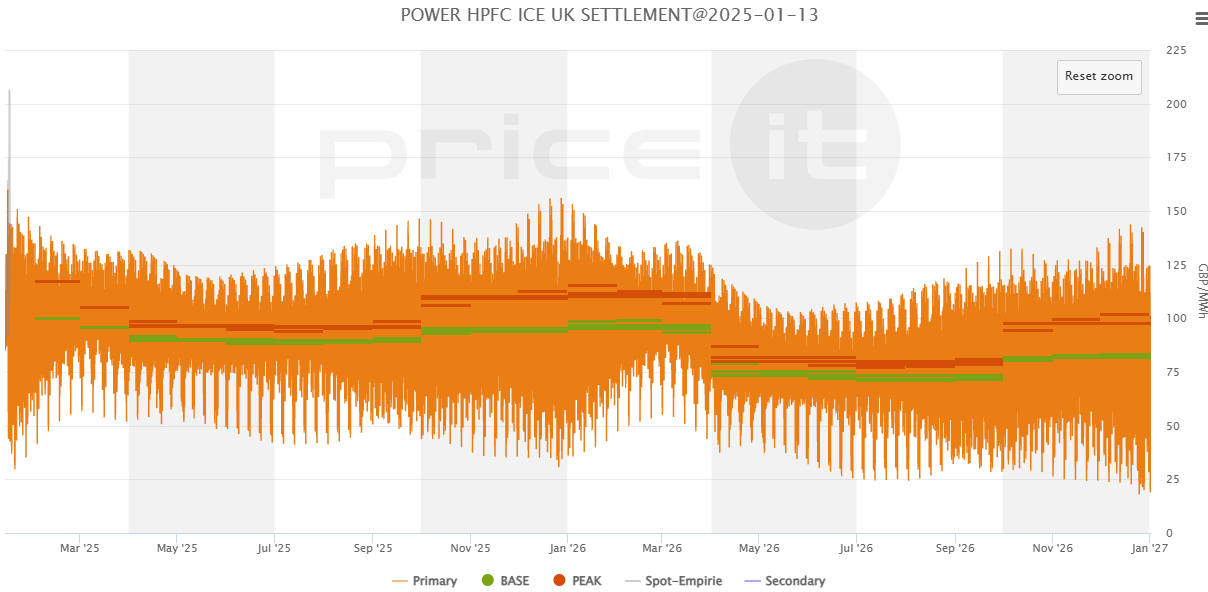 POWER HPFC ICE UK SETTLEMENT@2025-01-13
price it
Reset zoom
225
200
175
150
125
100
75
50
25
0
GBP/MWh
Mar '25 May '25 Jul '25 Sep '25 Nov '25 Jan '26 Mar '26 May '26 Jul '26 Sep '26 Nov '26 Jan '27
Primary BASE PEAK Spot-Empirie Secondary